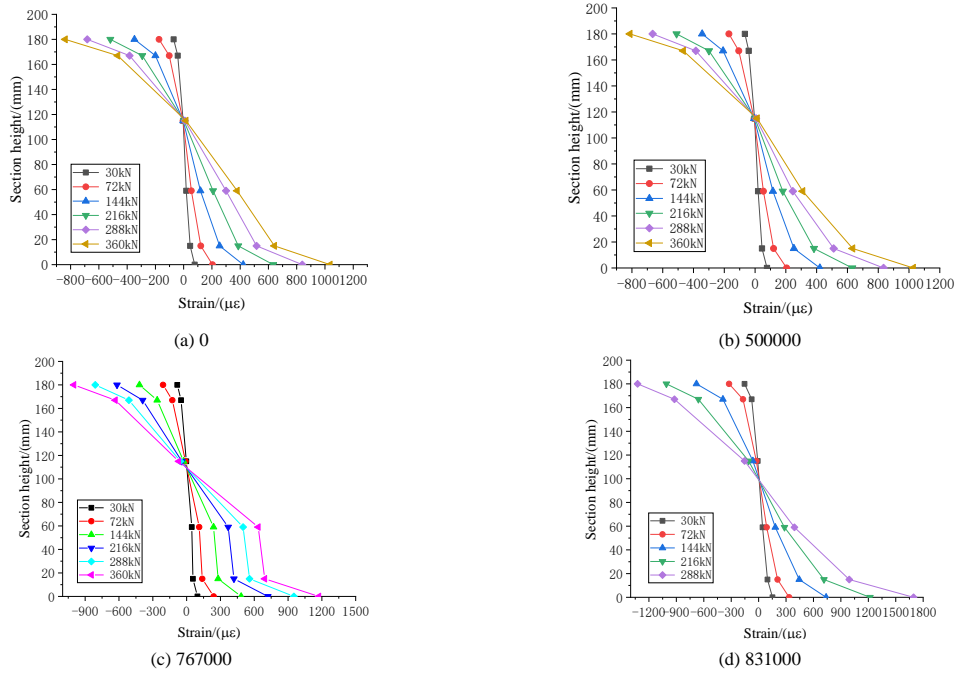 200
180
160
140
120
100
80
60
40
20
0
Section height/(mm)
30kN
72kN
144kN
216kN
288kN
360kN
−800 −600 −400 −200 0 200 400 600 800 1000 1200
Strain/(με)
(a) 0
200
180
160
140
120
100
80
60
40
20
0
Section height/(mm)
30kN
72kN
144kN
216kN
288kN
360kN
−800 −600 −400 −200 0 200 400 600 800 1000 1200
Strain/(με)
(b) 500000
200
180
160
140
120
100
80
60
40
20
0
Section height/(mm)
30kN
72kN
144kN
216kN
288kN
360kN
−900 −600 −300 0 300 600 900 1200 1500
Strain/(με)
(c) 767000
200
180
160
140
120
100
80
60
40
20
0
Section height/(mm)
30kN
72kN
144kN
216kN
288kN
−1200 −900 −600 −300 0 300 600 900 1200 1500 1800
Strain/(με)
(d) 831000